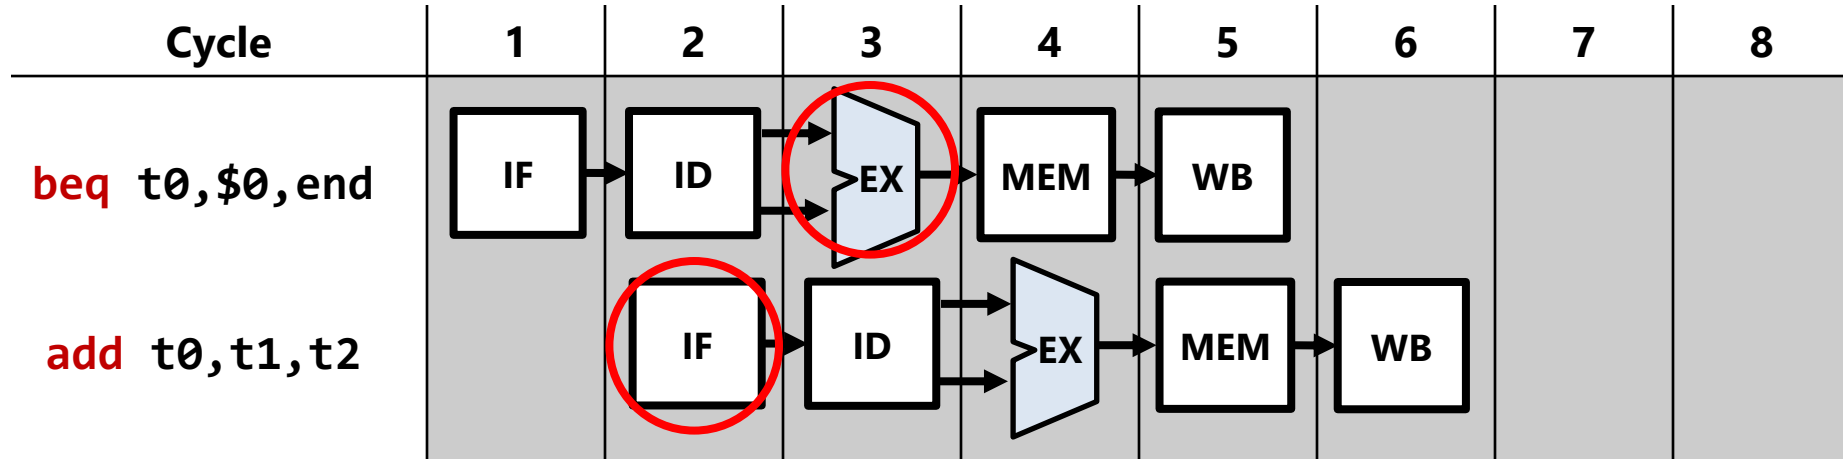 Cycle 1 2 3 4 5 6 7 8
beq t0,$0,end IF ID EX MEM WB
add t0,t1,t2 IF ID EX MEM WB